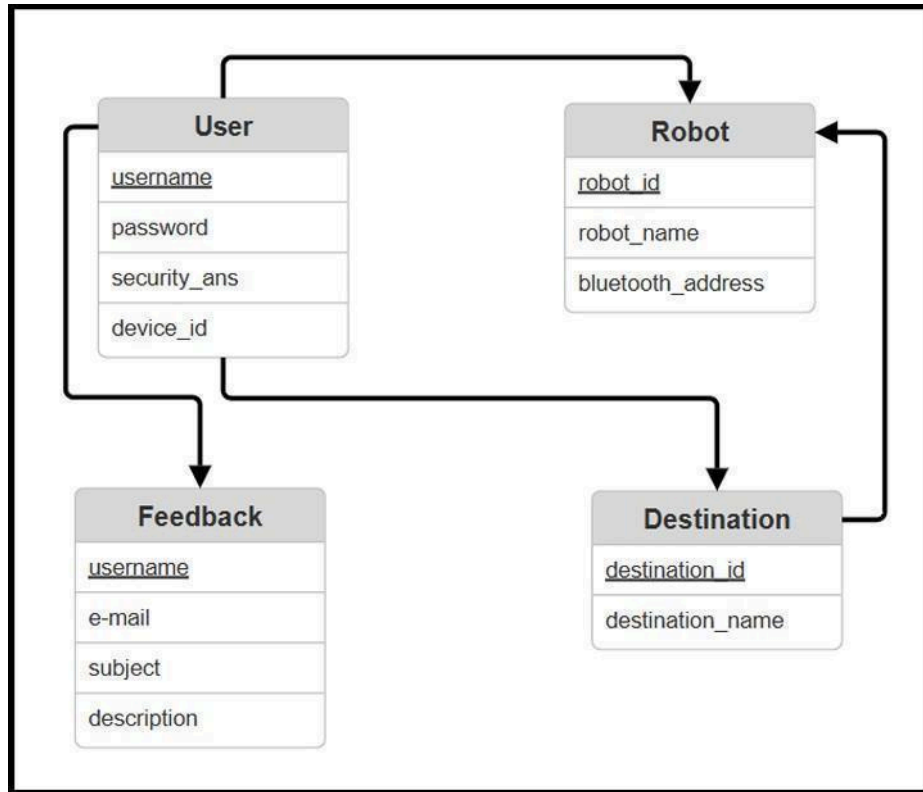 User
username
password
security_ans
device_id
Robot
robot_id
robot_name
bluetooth_address
Feedback
username
e-mail
subject
description
Destination
destination_id
destination_name